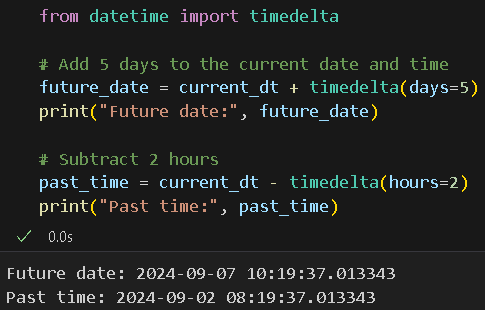 from datetime import timedelta
# Add 5 days to the current date and time
future_date = current_dt + timedelta(days=5)
print("Future date:", future_date)
# Subtract 2 hours
past_time = current_dt - timedelta(hours=2)
print("Past time:", past_time)
0.0s
Future date: 2024-09-07 10:19:37.013343
Past time: 2024-09-02 08:19:37.013343